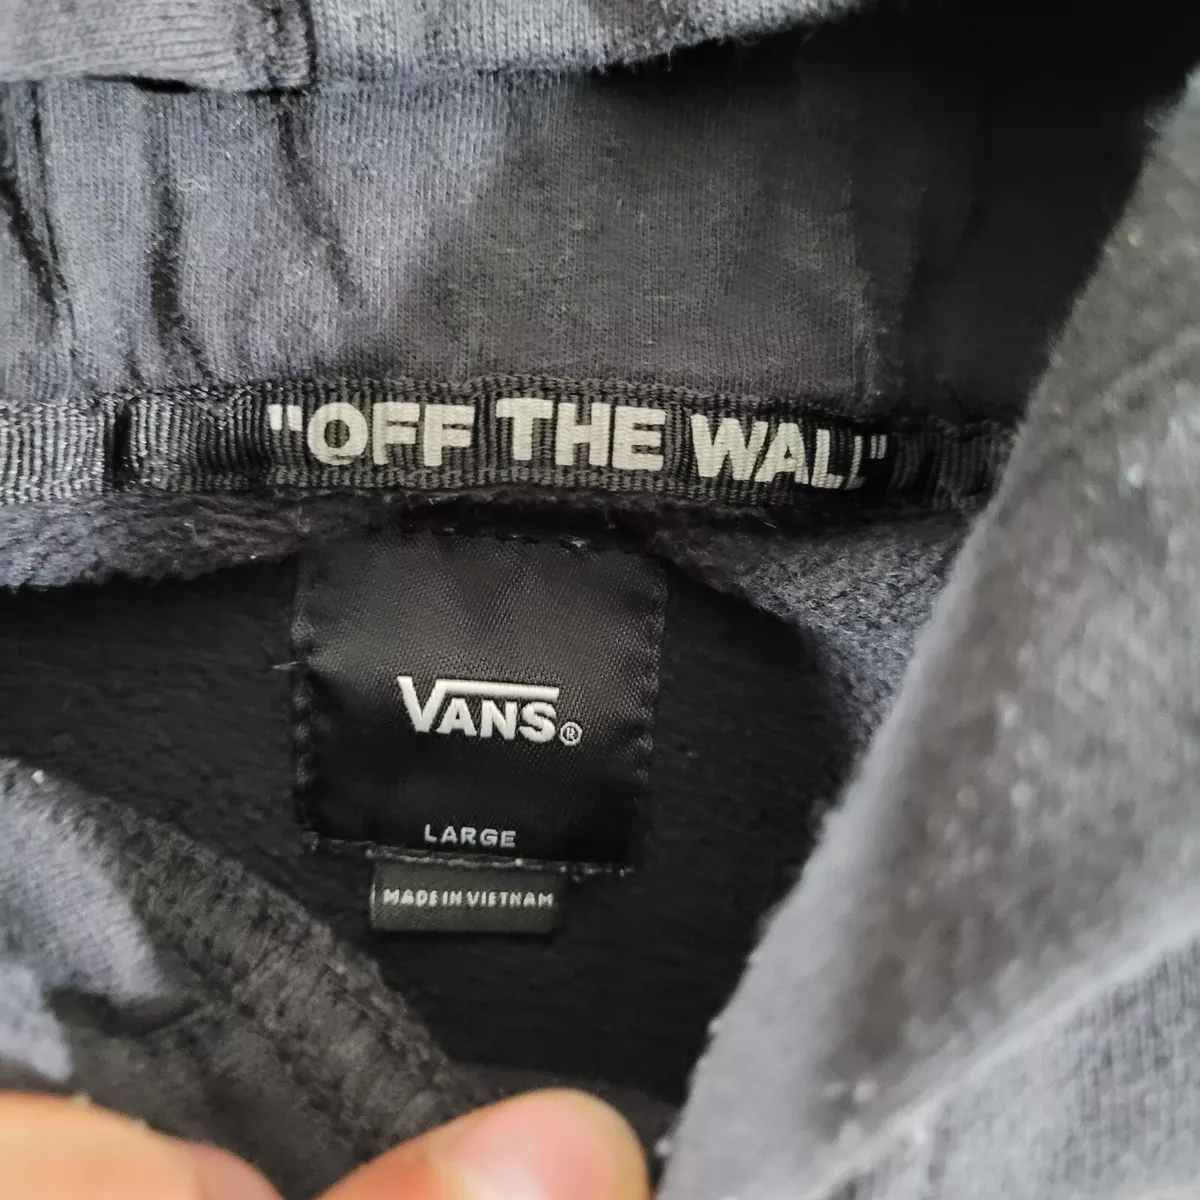 "OFF THE WALL"
VANS®
LARGE
MADE IN VIETNAM